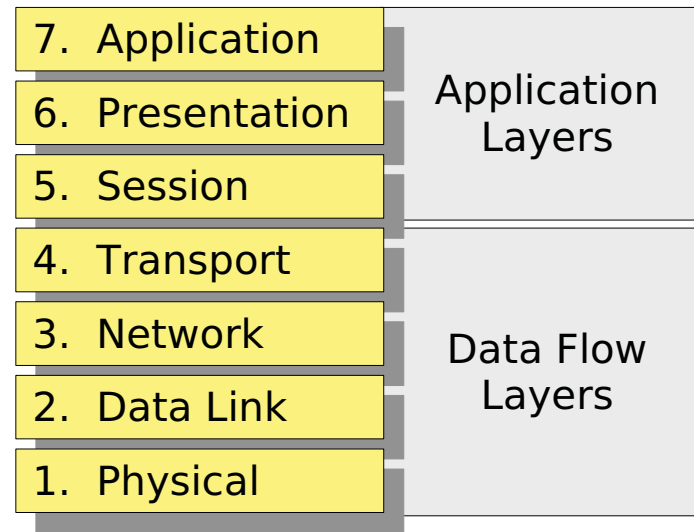 7. Application
6. Presentation
5. Session
4. Transport
3. Network
2. Data Link
1. Physical
Application
Layers
Data Flow
Layers